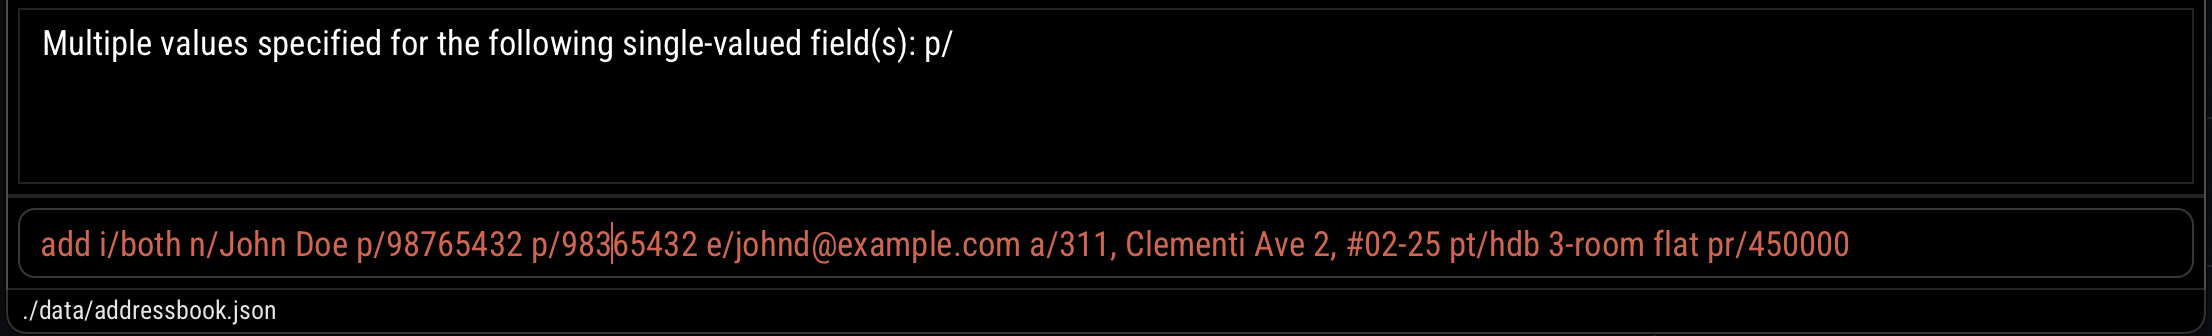 Multiple values specified for the following single-valued field(s): p/
add i/both n/John Doe p/98765432 p/98365432 e/johnd@example.com a/311, Clementi Ave 2, #02-25 pt/hdb 3-room flat pr/450000
./data/addressbook.json